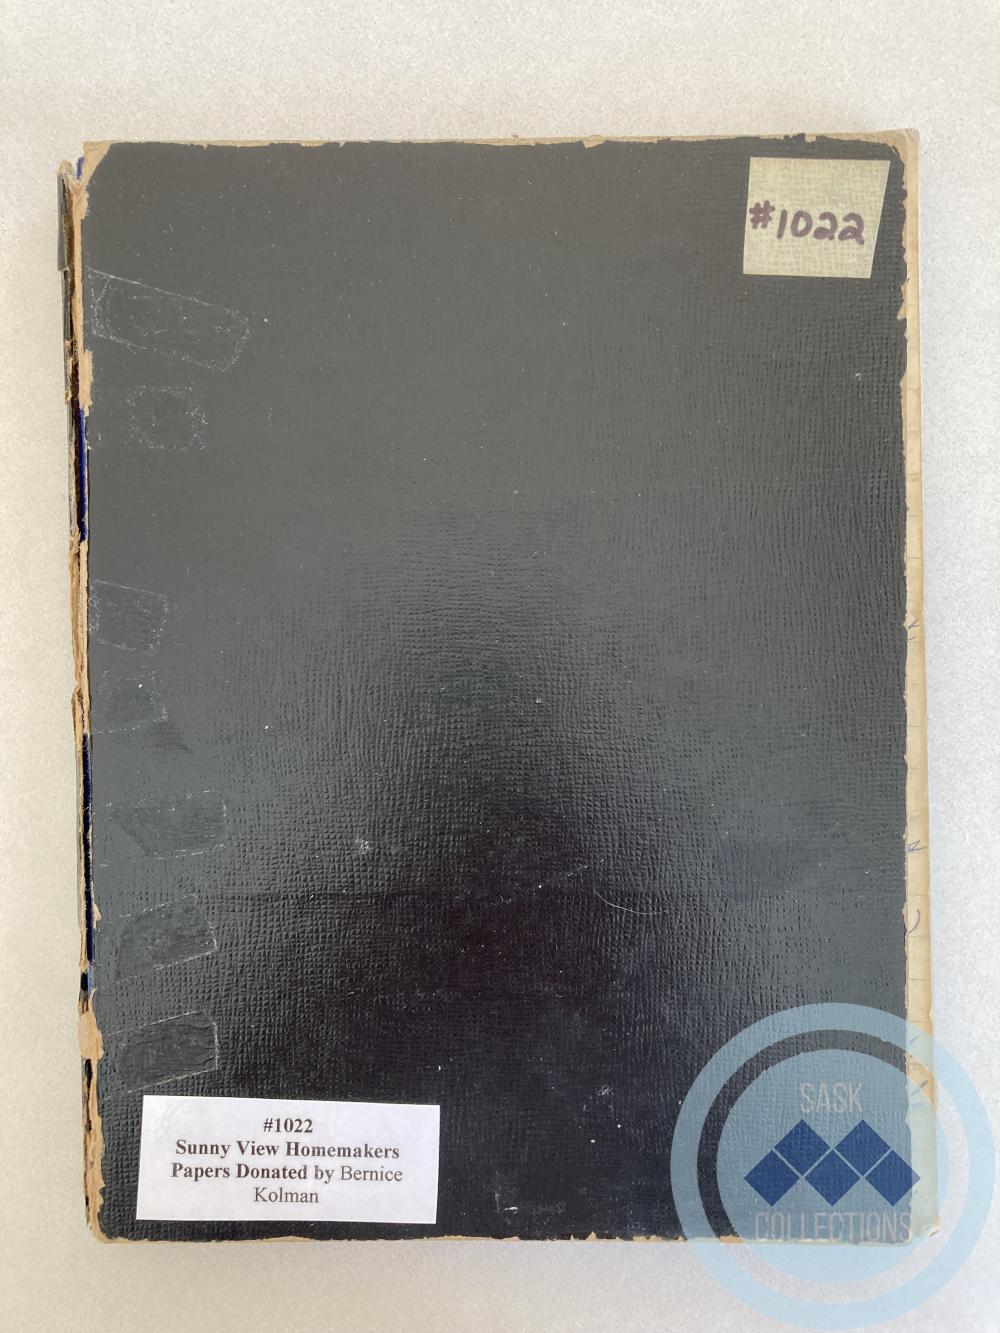 #1022
#1022
Sunny View Homemakers
Papers Donated by Bernice
Kolman
SASK
COLLECTIONS